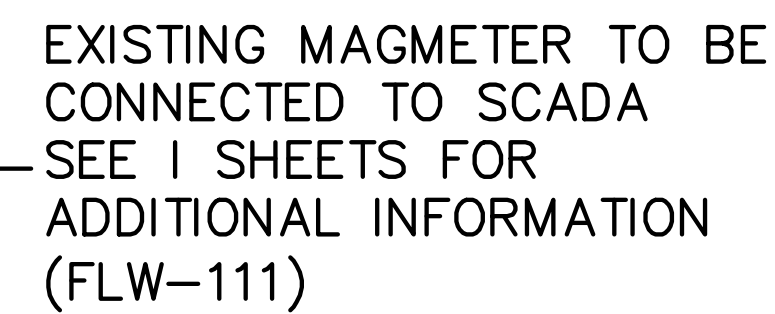 EXISTING MAGMETER TO BE
CONNECTED TO SCADA
SEE I SHEETS FOR
ADDITIONAL INFORMATION
(FLW-111)